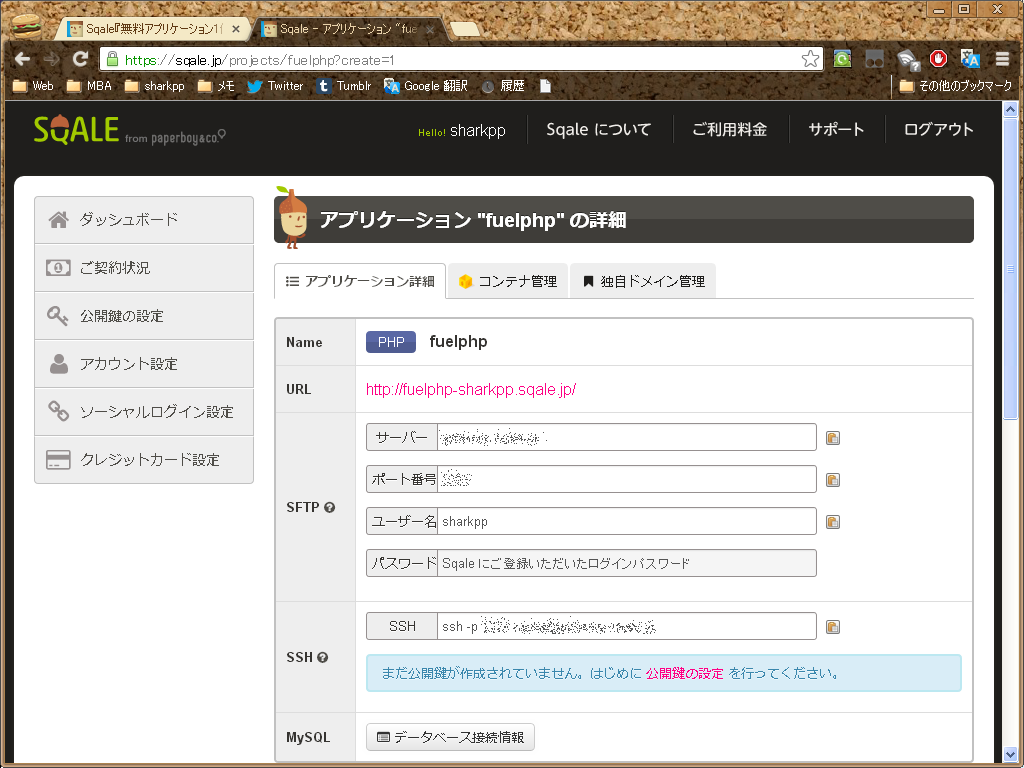 Sqale『無料アプリケーション1
Sqale - アプリケーション "fue
https://sqale.jp/projects/fuelphp?create=1
Web MBA sharkpp メモ Twitter Tumblr Google 翻訳 履歴 その他のブックマーク
SQALE from paperboy&co. Hello! sharkpp Sqale について ご利用料金 サポート ログアウト
ダッシュボード
ご契約状況
公開鍵の設定
アカウント設定
ソーシャルログイン設定
クレジットカード設定
アプリケーション "fuelphp" の詳細
アプリケーション詳細 コンテナ管理 独自ドメイン管理
Name PHP fuelphp
URL http://fuelphp-sharkpp.sqale.jp/
SFTP
サーバー
ポート番号
ユーザー名 sharkpp
パスワード Sqale にご登録いただいたログインパスワード
SSH
SSH ssh -p
まだ公開鍵が作成されていません。はじめに 公開鍵の設定 を行ってください。
MySQL データベース接続情報